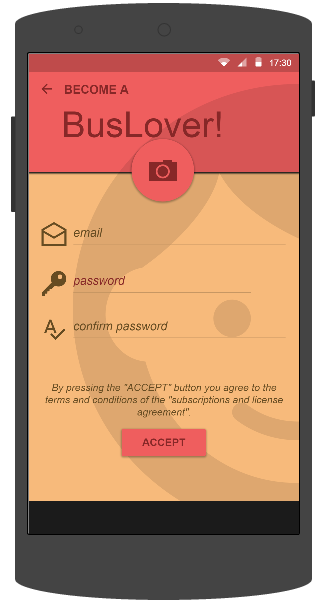 17:30
BECOME A
BusLover!
email
password
confirm password
By pressing the "ACCEPT" button you agree to the
terms and conditions of the "subscriptions and license
agreement".
ACCEPT